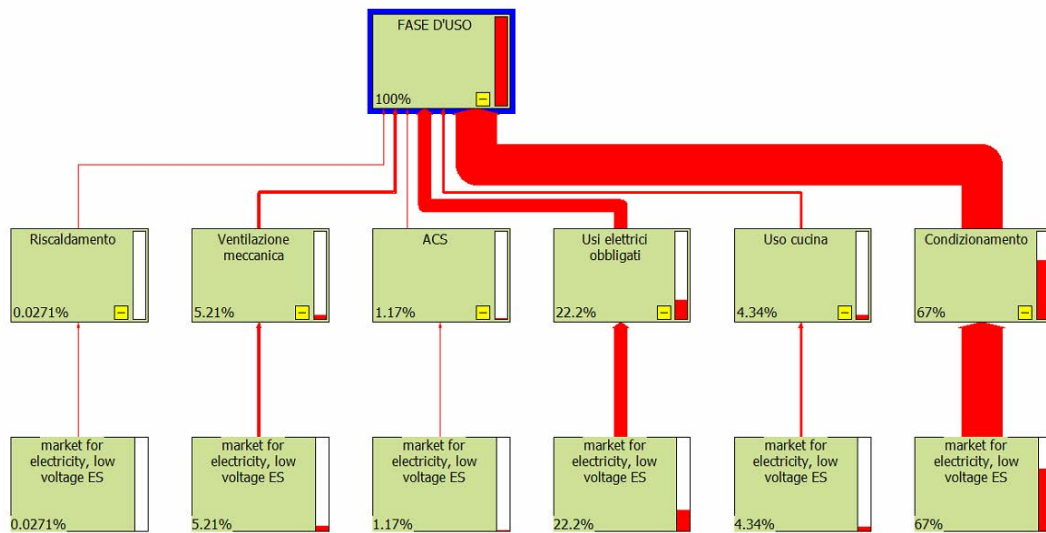 FASE D'USO
100%
Riscaldamento
0.0271%
Ventilazione
meccanica
5.21%
ACS
1.17%
Usi elettrici
obbligati
22.2%
Uso cucina
4.34%
Condizionamento
67%
market for
electricity, low
voltage ES
0.0271%
market for
electricity, low
voltage ES
5.21%
market for
electricity, low
voltage ES
1.17%
market for
electricity, low
voltage ES
22.2%
market for
electricity, low
voltage ES
4.34%
market for
electricity, low
voltage ES
67%